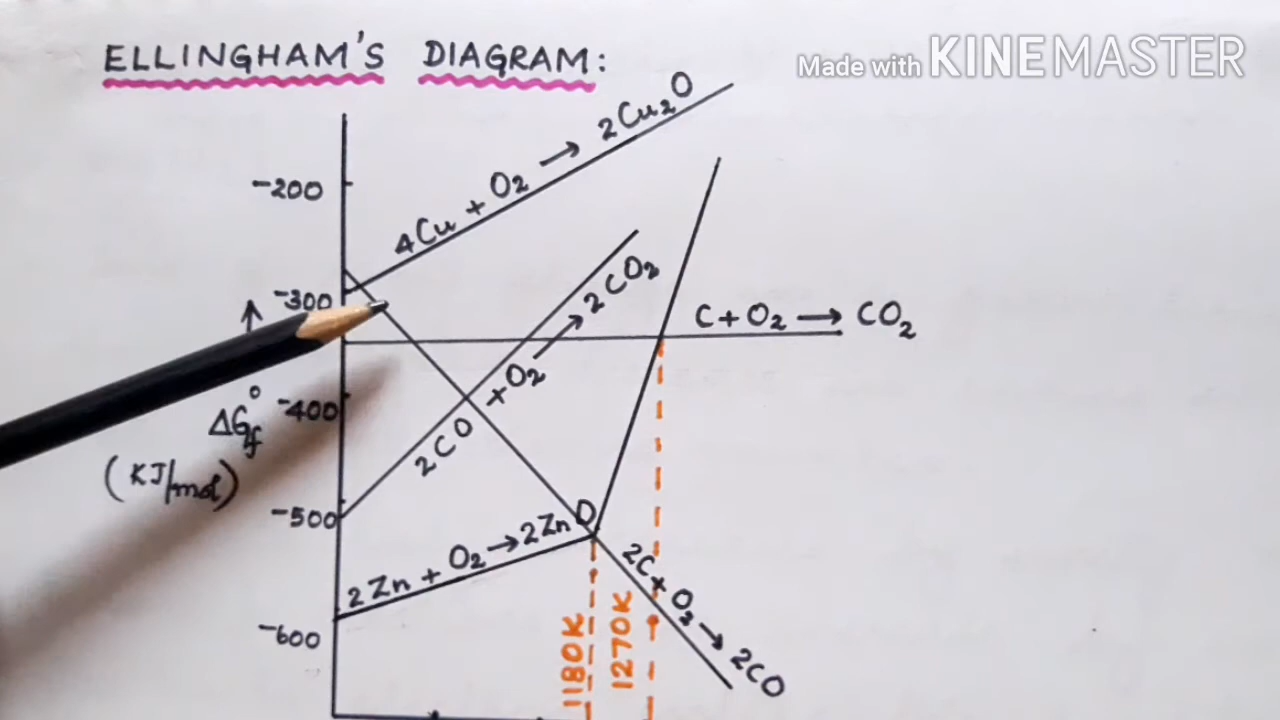 ELLINGHAM'S DIAGRAM:
Made with KINEMASTER
-200
4Cu + O₂ → 2Cu₂O
-300
2CO + O₂ → 2CO₂
C + O₂ → CO₂
ΔG°f
(KJ/mol)
-400
-500
2Zn + O₂ → 2ZnO
-600
2C + O₂ → 2CO
1180K
1270K